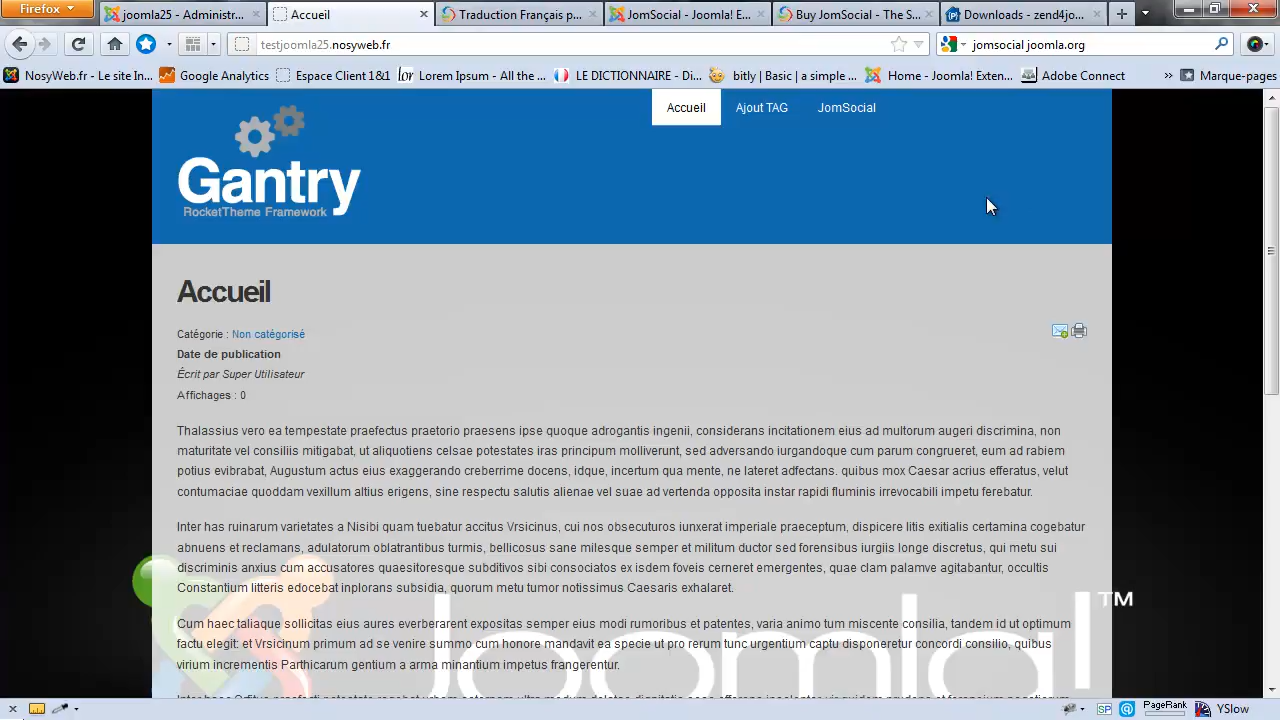 Firefox
joomla25 - Administr...
Accueil
Traduction Français p...
JomSocial - Joomla! E...
Buy JomSocial - The S...
Downloads - zend4jo...
testjoomla25.nosyweb.fr
jomsocial joomla.org
NosyWeb.fr - Le site In...
Google Analytics
Espace Client 1&1
Lorem Ipsum - All the ...
LE DICTIONNAIRE - Di...
bitly | Basic | a simple ...
Home - Joomla! Exten...
Adobe Connect
»
Marque-pages
Accueil
Ajout TAG
JomSocial
Gantry
RocketTheme Framework
Accueil
Catégorie : Non catégorisé
Date de publication
Écrit par Super Utilisateur
Affichages : 0
Thalassius vero ea tempestate praefectus praetorio praesens ipse quoque adrogantis ingenii, considerans incitationem eius ad multorum augeri discrimina, non
maturitate vel consiliis mitigabat, ut aliquotiens celsae potestates iras principum molliverunt, sed adversando iurgandoque cum parum congrueret, eum ad rabiem
potius evibrabat, Augustum actus eius exaggerando creberrime docens, idque, incertum qua mente, ne lateret adfectans. quibus mox Caesar acrius efferatus, velut
contumaciae quoddam vexillum altius erigens, sine respectu salutis alienae vel suae ad vertenda opposita instar rapidi fluminis irrevocabili impetu ferebatur.
Inter has ruinarum varietates a Nisibi quam tuebatur accitus Vrsicinus, cui nos obsecuturos iunxerat imperiale praeceptum, dispicere litis exitialis certamina cogebatur
abnuens et reclamans, adulatorum oblatrantibus turmis, bellicosus sane milesque semper et militum ductor sed forensibus iurgiis longe discretus, qui metu sui
discriminis anxius cum accusatores quaesitoresque subditivos sibi consociatos ex isdem foveis cerneret emergentes, quae clam palamve agitabantur, occultis
Constantium litteris edocebat inplorans subsidia, quorum metu tumor notissimus Caesaris exhalaret.
Cum haec taliaque sollicitas eius aures everberarent expositas semper eius modi rumoribus et patentes, varia animo tum miscente consilia, tandem id ut optimum
factu elegit: et Vrsicinum primum ad se venire summo cum honore mandavit ea specie ut pro rerum tunc urgentium captu disponeretur concordi consilio, quibus
virium incrementis Parthicarum gentium a arma minantium impetus frangerentur.
Joomla! TM
SP
PageRank
YSlow